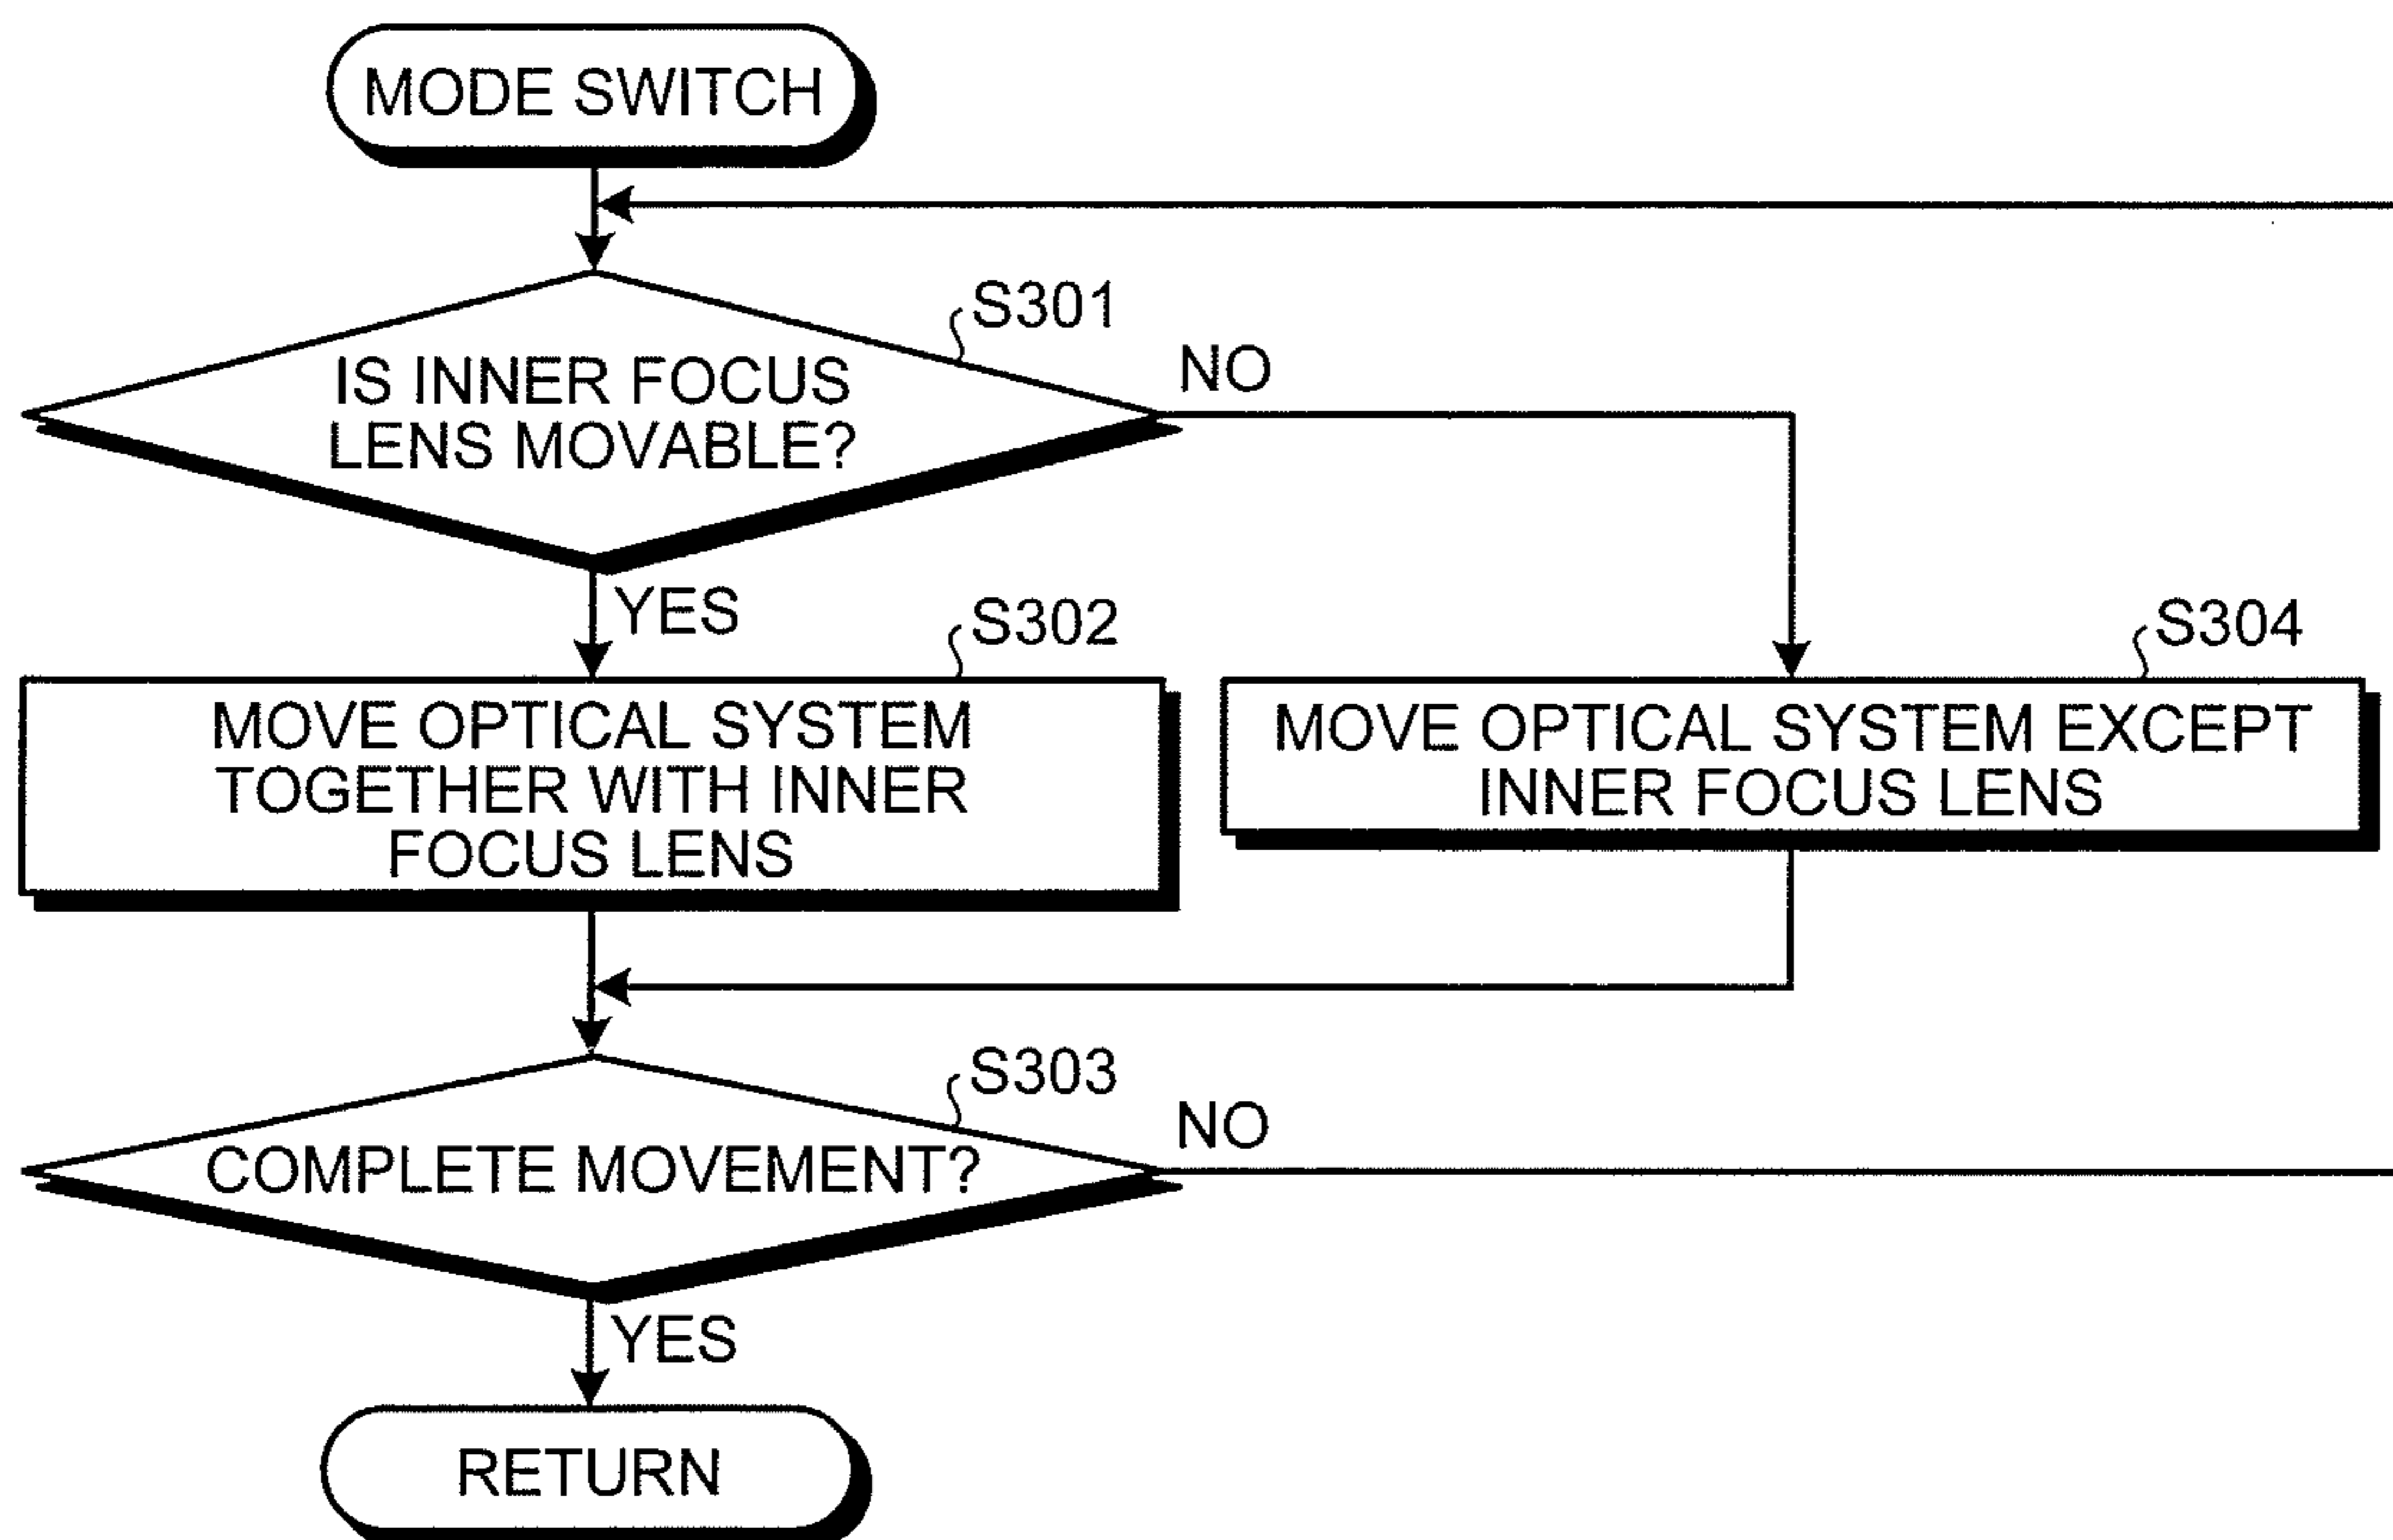 MODE SWITCH
S301
IS INNER FOCUS
LENS MOVABLE?
NO
YES
S302
MOVE OPTICAL SYSTEM
TOGETHER WITH INNER
FOCUS LENS
S304
MOVE OPTICAL SYSTEM EXCEPT
INNER FOCUS LENS
S303
COMPLETE MOVEMENT?
NO
YES
RETURN